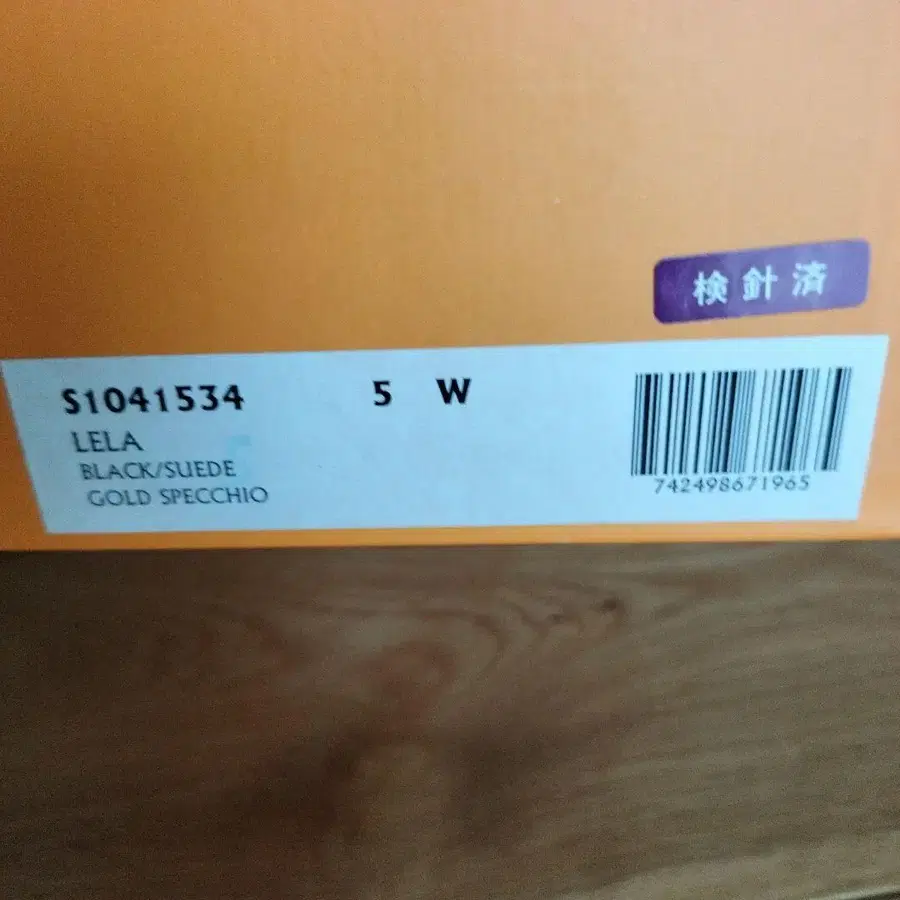 検針済
S1041534 5 W
LELA
BLACK/SUEDE
GOLD SPECCHIO
742498671965